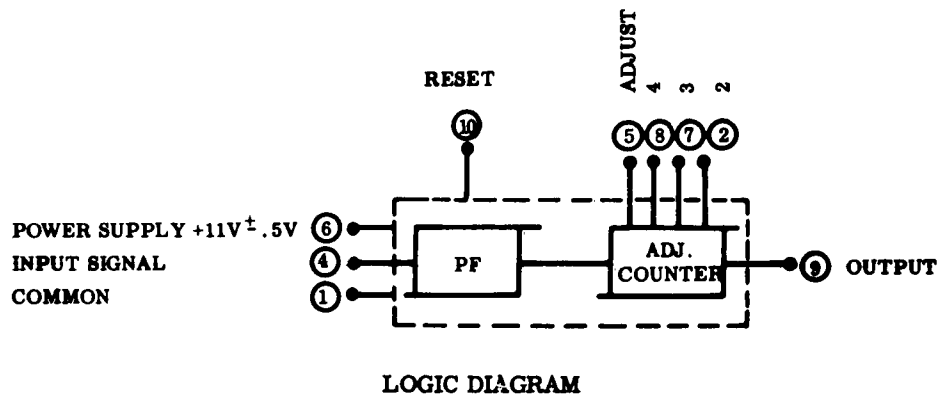 ADJUST
4
3
2
RESET
10
5 8 7 2
POWER SUPPLY +11V ± .5V 6
INPUT SIGNAL 4
COMMON 1
PF
ADJ.
COUNTER
9 OUTPUT
LOGIC DIAGRAM